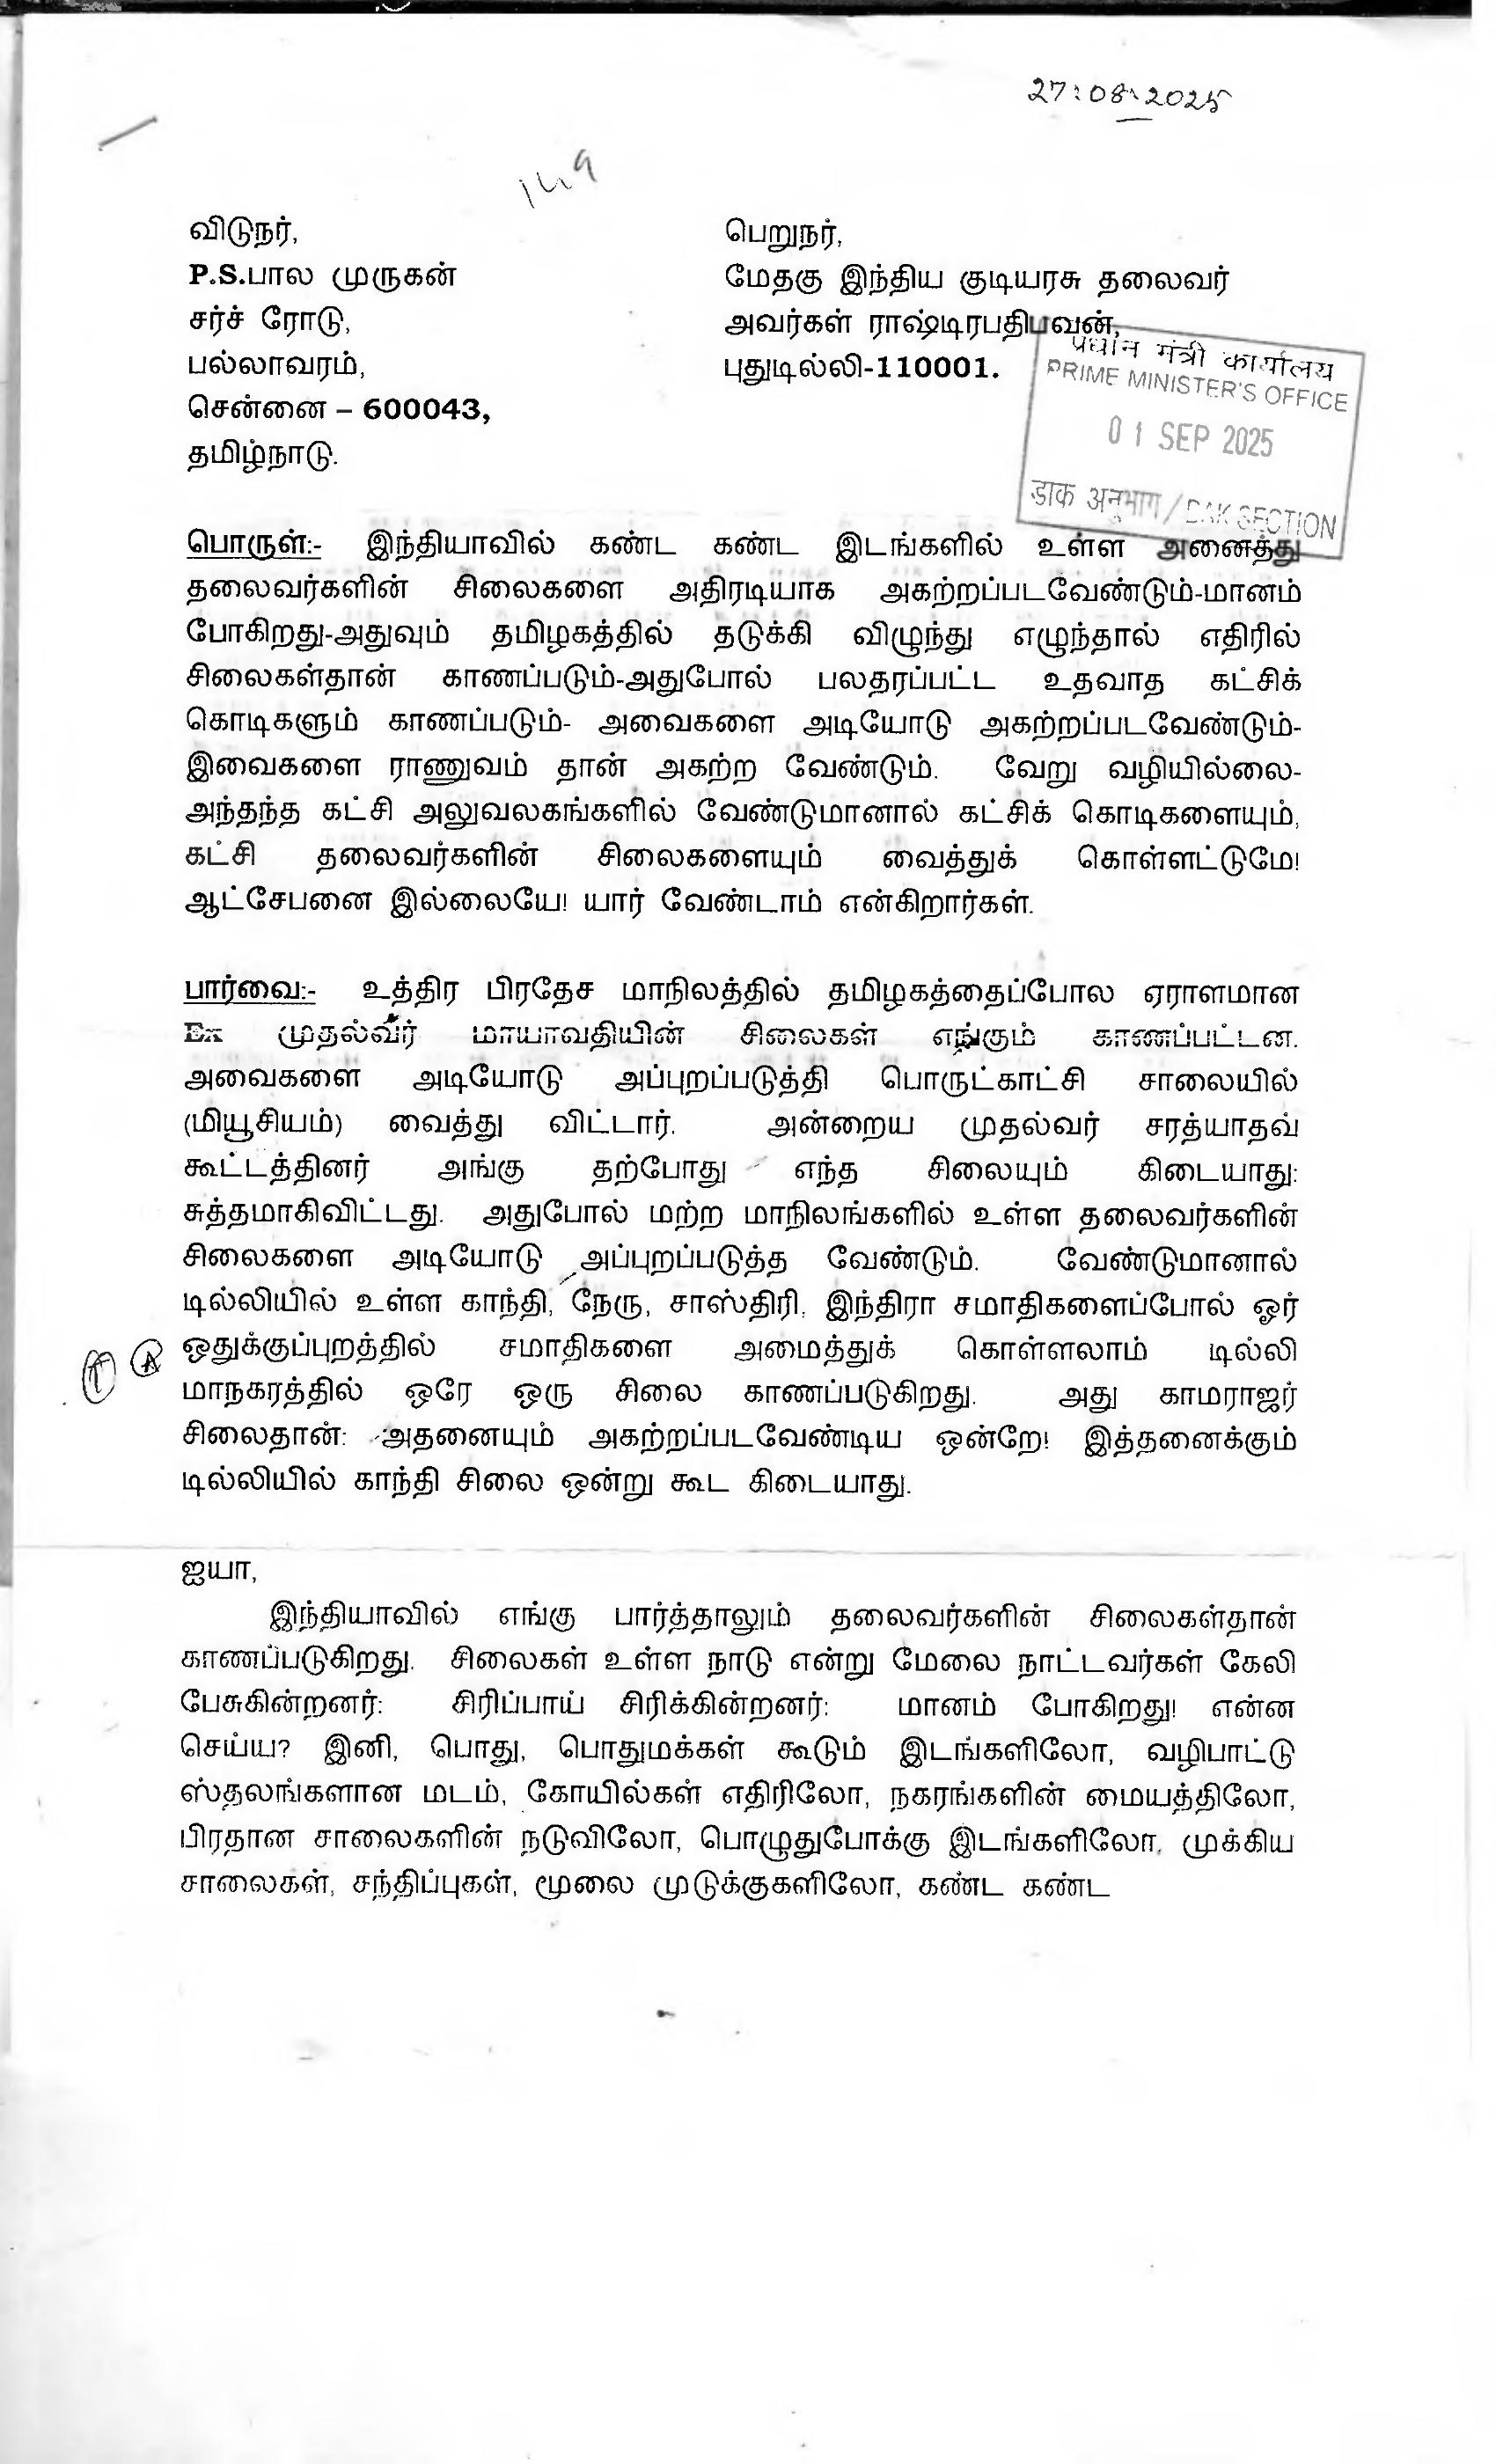 27:08:2025
149
விடுநர்,
P.S.பால முருகன்
சர்ச் ரோடு,
பல்லாவரம்,
சென்னை – 600043,
தமிழ்நாடு.
பெறுநர்,
மேதகு இந்திய குடியரசு தலைவர்
அவர்கள் ராஷ்டிரபதிபவன்,
புதுடில்லி-110001.
प्रधान मंत्री कार्यालय
PRIME MINISTER'S OFFICE
01 SEP 2025
डाक अनुभाग / DAK SECTION
பொருள்:- இந்தியாவில் கண்ட கண்ட இடங்களில் உள்ள அனைத்து
தலைவர்களின் சிலைகளை அதிரடியாக அகற்றப்படவேண்டும்-மானம்
போகிறது-அதுவும் தமிழகத்தில் தடுக்கி விழுந்து எழுந்தால் எதிரில்
சிலைகள்தான் காணப்படும்-அதுபோல் பலதரப்பட்ட உதவாத கட்சிக்
கொடிகளும் காணப்படும்- அவைகளை அடியோடு அகற்றப்படவேண்டும்-
இவைகளை ராணுவம் தான் அகற்ற வேண்டும். வேறு வழியில்லை-
அந்தந்த கட்சி அலுவலகங்களில் வேண்டுமானால் கட்சிக் கொடிகளையும்,
கட்சி தலைவர்களின் சிலைகளையும் வைத்துக் கொள்ளட்டுமே!
ஆட்சேபனை இல்லையே! யார் வேண்டாம் என்கிறார்கள்.
பார்வை:- உத்திர பிரதேச மாநிலத்தில் தமிழகத்தைப்போல ஏராளமான
Ex முதல்வர் மாயாவதியின் சிலைகள் எங்கும் காணப்பட்டன.
அவைகளை அடியோடு அப்புறப்படுத்தி பொருட்காட்சி சாலையில்
(மியூசியம்) வைத்து விட்டார். அன்றைய முதல்வர் சரத்யாதவ்
கூட்டத்தினர் அங்கு தற்போது எந்த சிலையும் கிடையாது:
சுத்தமாகிவிட்டது. அதுபோல் மற்ற மாநிலங்களில் உள்ள தலைவர்களின்
சிலைகளை அடியோடு அப்புறப்படுத்த வேண்டும். வேண்டுமானால்
டில்லியில் உள்ள காந்தி, நேரு, சாஸ்திரி, இந்திரா சமாதிகளைப்போல் ஓர்
ஒதுக்குப்புறத்தில் சமாதிகளை அமைத்துக் கொள்ளலாம் டில்லி
மாநகரத்தில் ஒரே ஒரு சிலை காணப்படுகிறது. அது காமராஜர்
சிலைதான்: அதனையும் அகற்றப்படவேண்டிய ஒன்றே! இத்தனைக்கும்
டில்லியில் காந்தி சிலை ஒன்று கூட கிடையாது.
ஐயா,
இந்தியாவில் எங்கு பார்த்தாலும் தலைவர்களின் சிலைகள்தான்
காணப்படுகிறது. சிலைகள் உள்ள நாடு என்று மேலை நாட்டவர்கள் கேலி
பேசுகின்றனர்: சிரிப்பாய் சிரிக்கின்றனர்: மானம் போகிறது! என்ன
செய்ய? இனி, பொது, பொதுமக்கள் கூடும் இடங்களிலோ, வழிபாட்டு
ஸ்தலங்களான மடம், கோயில்கள் எதிரிலோ, நகரங்களின் மையத்திலோ,
பிரதான சாலைகளின் நடுவிலோ, பொழுதுபோக்கு இடங்களிலோ, முக்கிய
சாலைகள், சந்திப்புகள், மூலை முடுக்குகளிலோ, கண்ட கண்ட